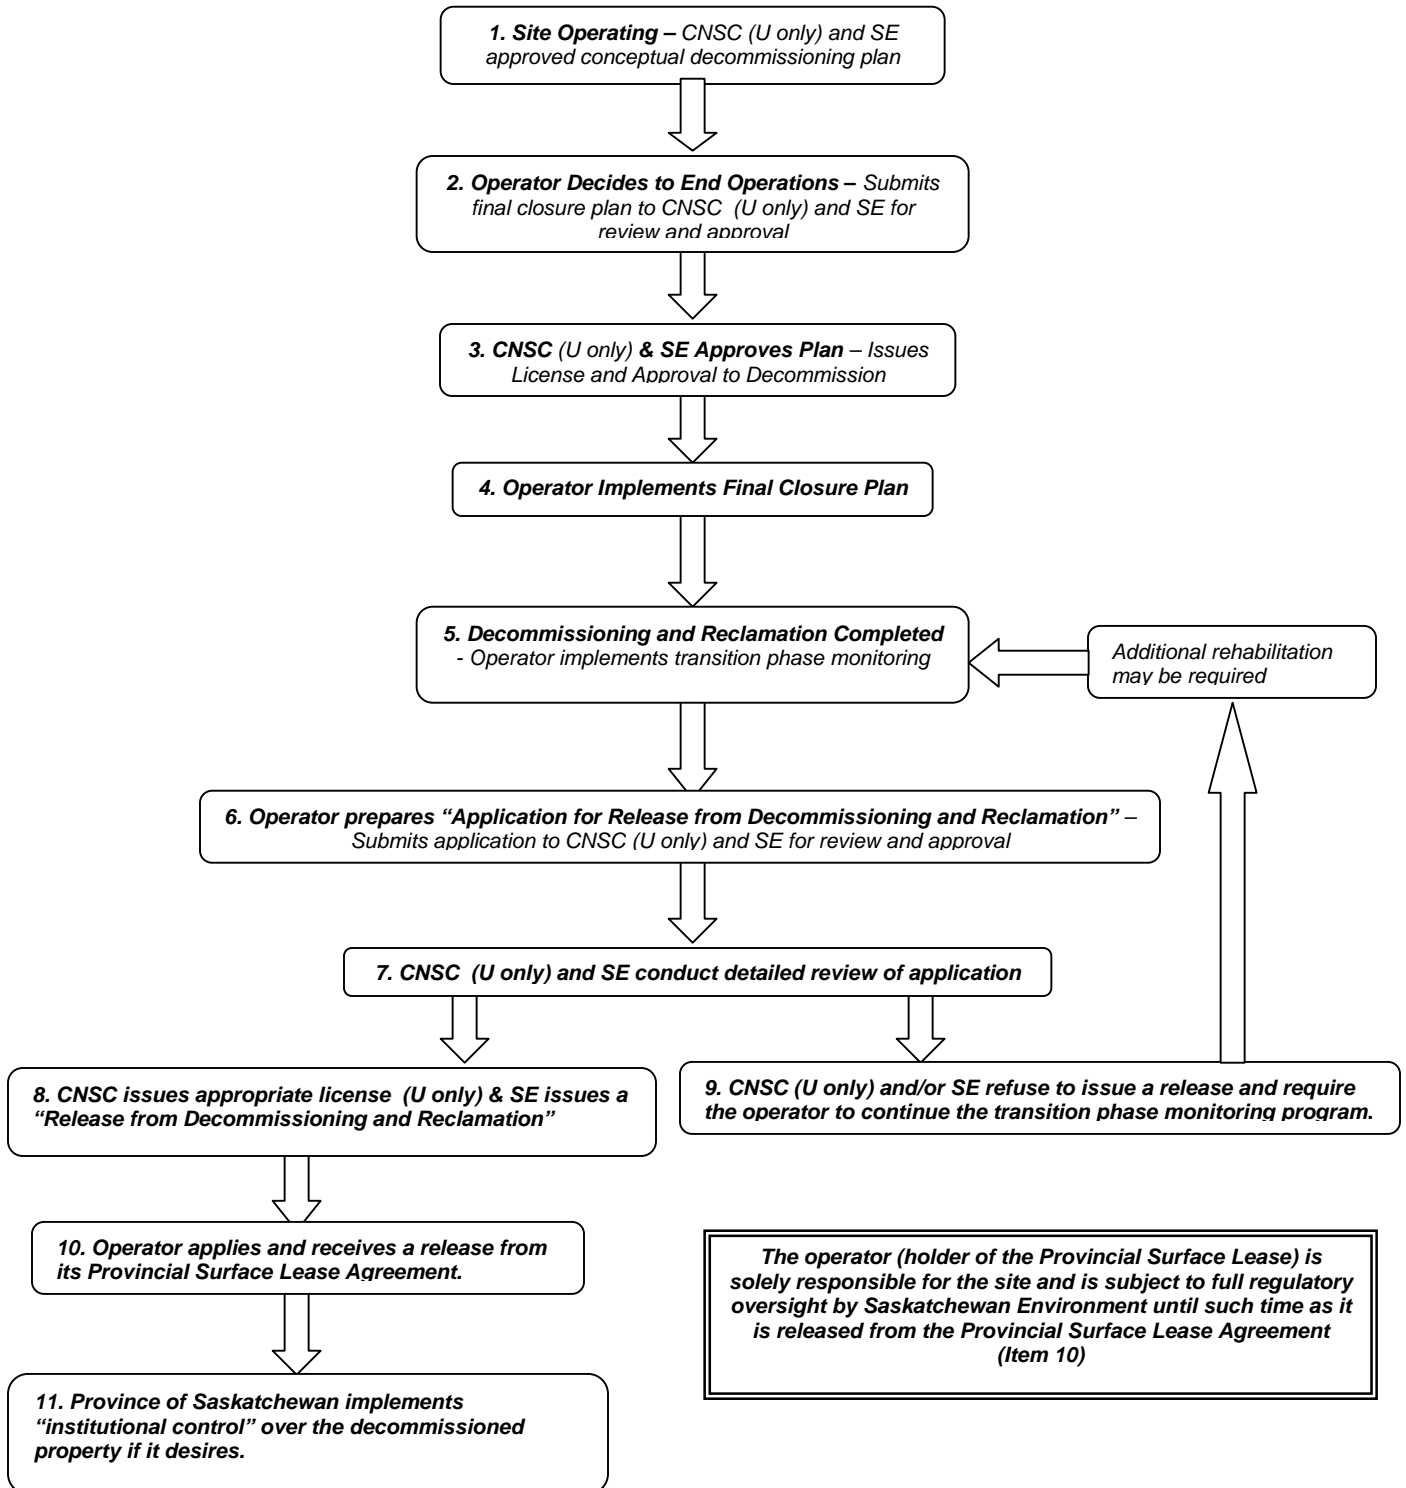 1. Site Operating – CNSC (U only) and SE
approved conceptual decommissioning plan
2. Operator Decides to End Operations – Submits
final closure plan to CNSC (U only) and SE for
review and approval
3. CNSC (U only) & SE Approves Plan – Issues
License and Approval to Decommission
4. Operator Implements Final Closure Plan
5. Decommissioning and Reclamation Completed
- Operator implements transition phase monitoring
Additional rehabilitation
may be required
6. Operator prepares “Application for Release from Decommissioning and Reclamation” –
Submits application to CNSC (U only) and SE for review and approval
7. CNSC (U only) and SE conduct detailed review of application
8. CNSC issues appropriate license (U only) & SE issues a
“Release from Decommissioning and Reclamation”
9. CNSC (U only) and/or SE refuse to issue a release and require
the operator to continue the transition phase monitoring program.
10. Operator applies and receives a release from
its Provincial Surface Lease Agreement.
The operator (holder of the Provincial Surface Lease) is
solely responsible for the site and is subject to full regulatory
oversight by Saskatchewan Environment until such time as it
is released from the Provincial Surface Lease Agreement
(Item 10)
11. Province of Saskatchewan implements
“institutional control” over the decommissioned
property if it desires.